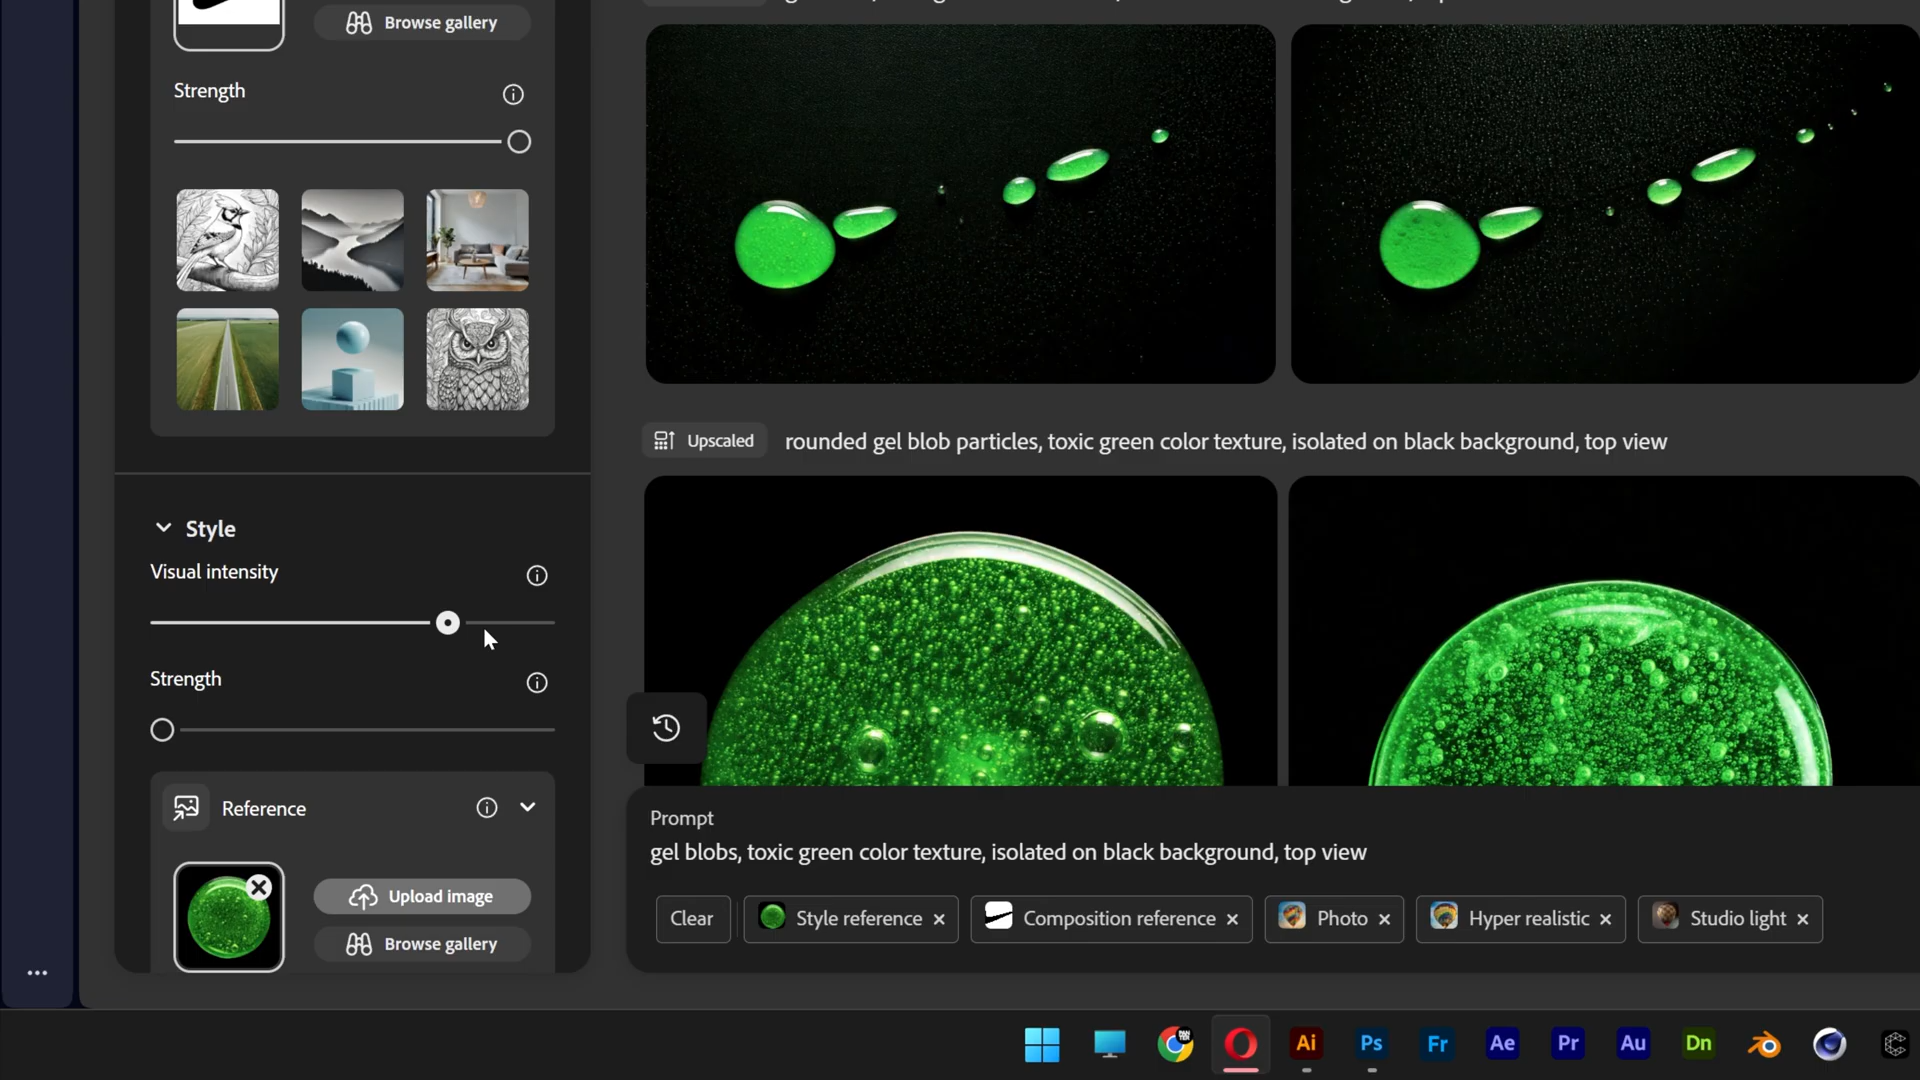 Browse gallery
Strength
Upscaled
rounded gel blob particles, toxic green color texture, isolated on black background, top view
Style
Visual intensity
Strength
Reference
Upload image
Browse gallery
Prompt
gel blobs, toxic green color texture, isolated on black background, top view
Clear
Style reference
Composition reference
Photo
Hyper realistic
Studio light
Ai
Ps
Fr
Ae
Pr
Au
Dn